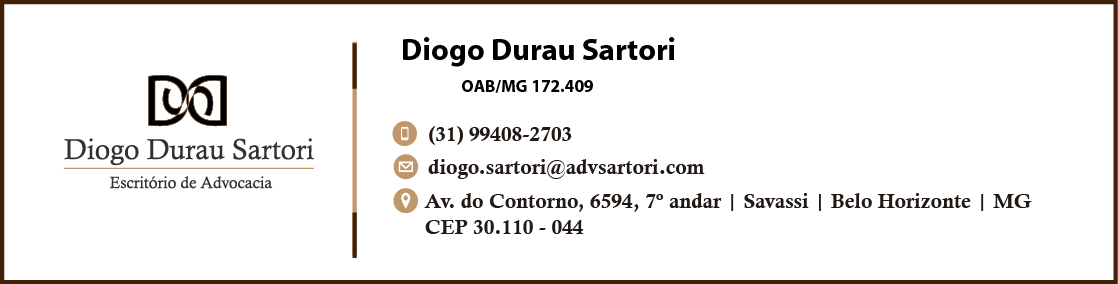 Diogo Durau Sartori
Escritório de Advocacia
Diogo Durau Sartori
OAB/MG 172.409
(31) 99408-2703
diogo.sartori@advsartori.com
Av. do Contorno, 6594, 7º andar | Savassi | Belo Horizonte | MG
CEP 30.110 - 044